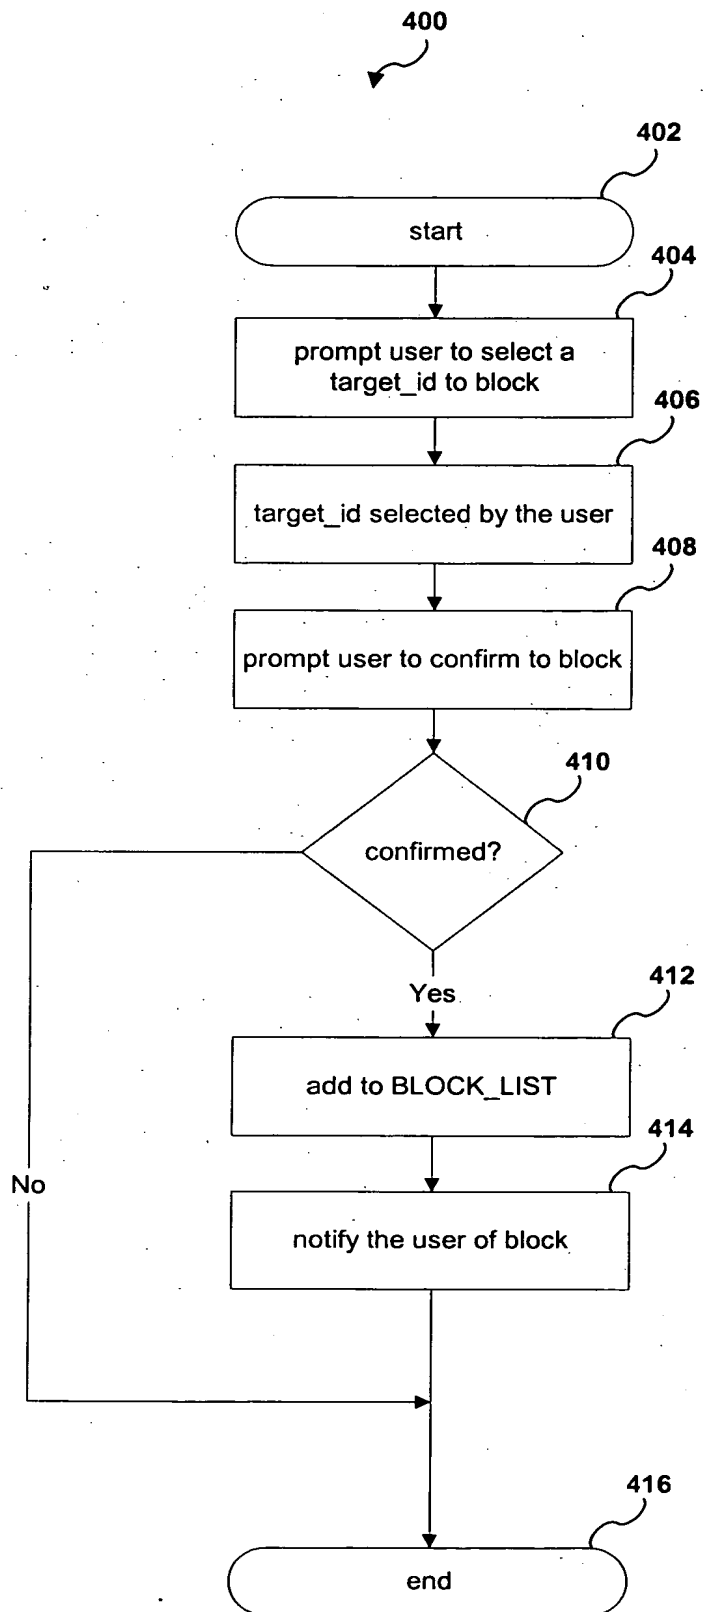 400
402
start
404
prompt user to select a
target_id to block
406
target_id selected by the user
408
prompt user to confirm to block
410
confirmed?
Yes
412
add to BLOCK_LIST
414
No
notify the user of block
416
end